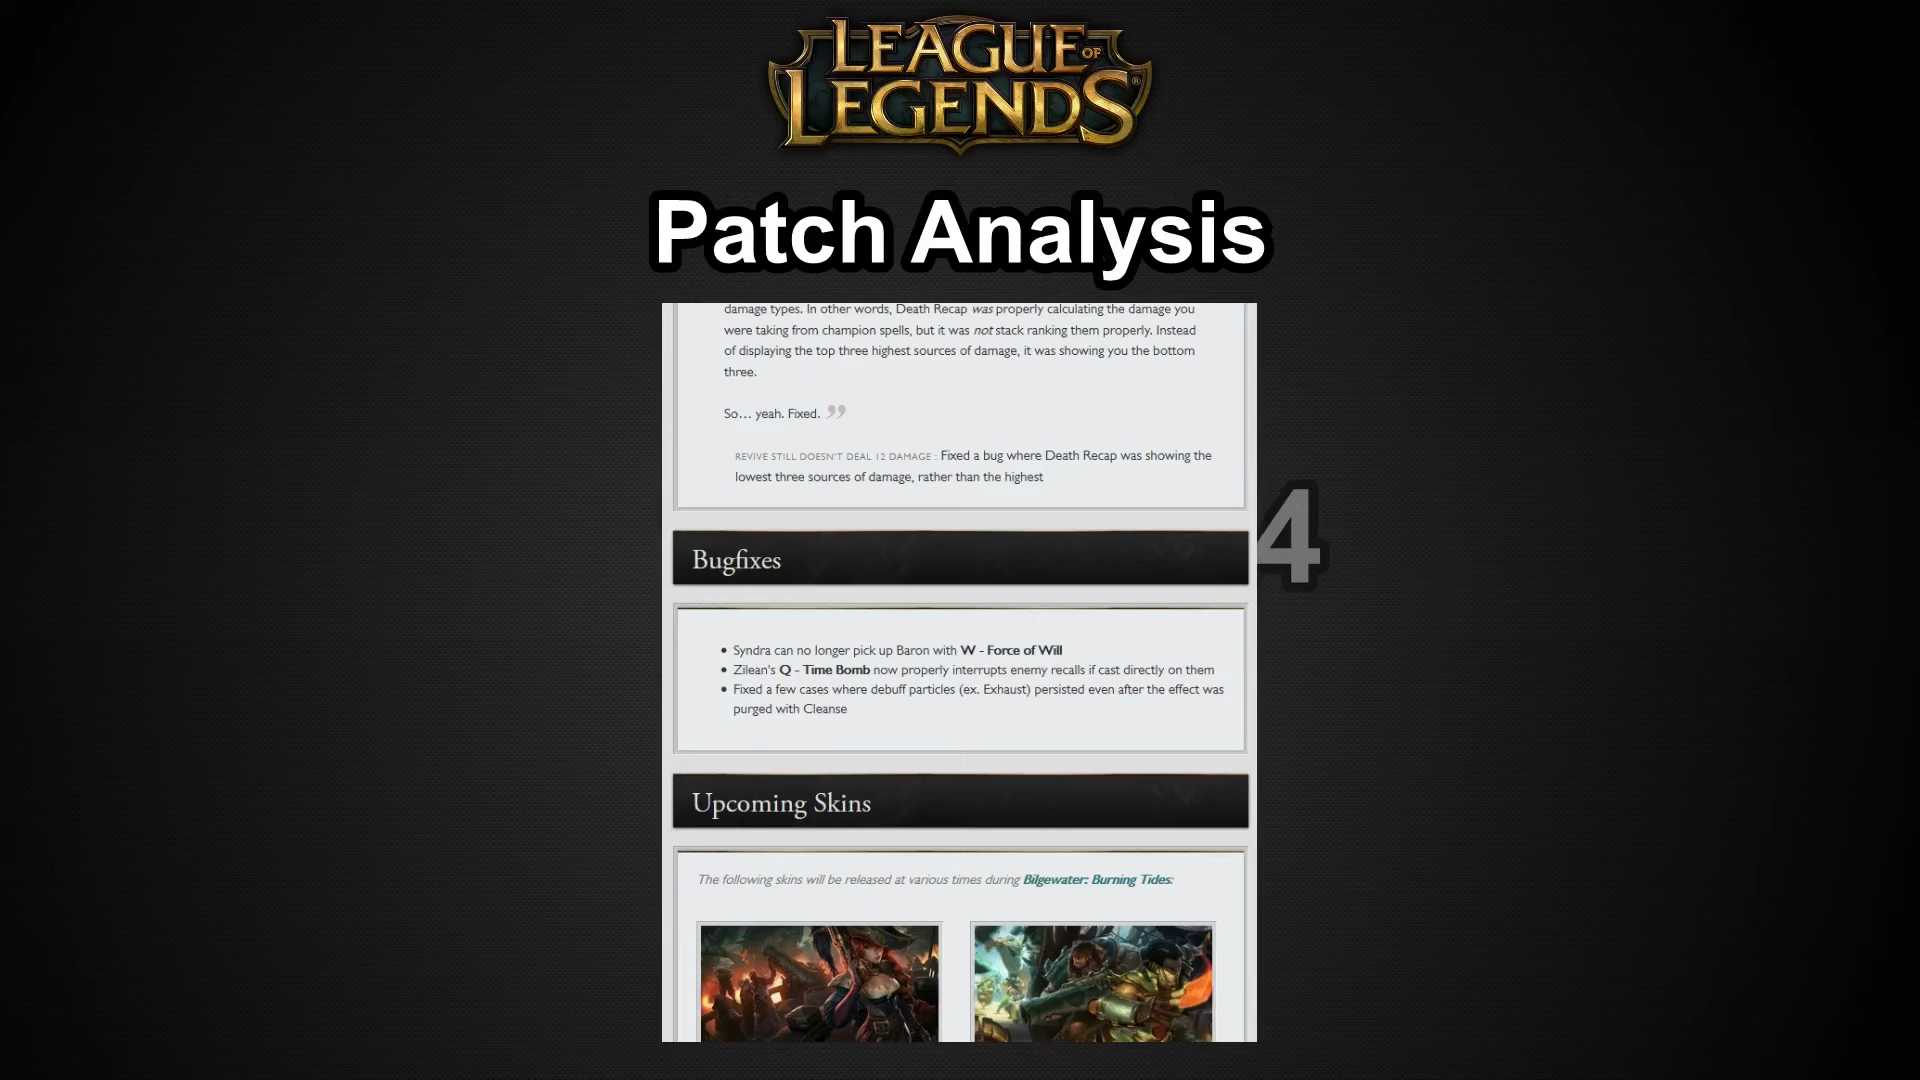 LEAGUE OF
LEGENDS®
Patch Analysis
damage types. In other words, Death Recap was properly calculating the damage you
were taking from champion spells, but it was not stack ranking them properly. Instead
of displaying the top three highest sources of damage, it was showing you the bottom
three.
So… yeah. Fixed. ”
REVIVE STILL DOESN'T DEAL 12 DAMAGE : Fixed a bug where Death Recap was showing the
lowest three sources of damage, rather than the highest
4
Bugfixes
• Syndra can no longer pick up Baron with W - Force of Will
• Zilean's Q - Time Bomb now properly interrupts enemy recalls if cast directly on them
• Fixed a few cases where debuff particles (ex. Exhaust) persisted even after the effect was
purged with Cleanse
Upcoming Skins
The following skins will be released at various times during Bilgewater: Burning Tides: